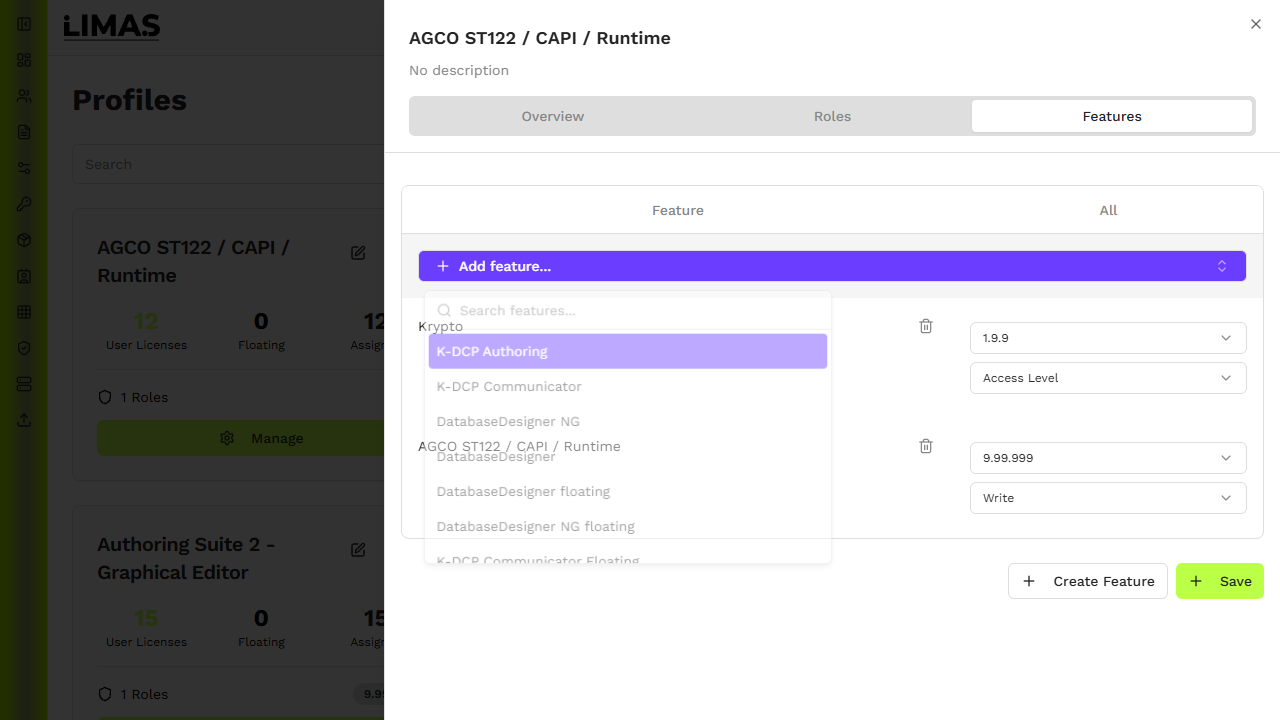 LIMAS
Profiles
Search
AGCO ST122 / CAPI /
Runtime
12
0
12
User Licenses
Floating
Assign
1 Roles
Manage
Authoring Suite 2 -
Graphical Editor
15
0
15
User Licenses
Floating
Assign
1 Roles
9.9
AGCO ST122 / CAPI / Runtime
No description
Overview
Roles
Features
Feature
All
Add feature...
Search features...
Krypto
1.9.9
K-DCP Authoring
Access Level
K-DCP Communicator
DatabaseDesigner NG
AGCO ST122 / CAPI / Runtime
9.99.999
DatabaseDesigner
DatabaseDesigner floating
Write
DatabaseDesigner NG floating
K-DCP Communicator Floating
Create Feature
Save